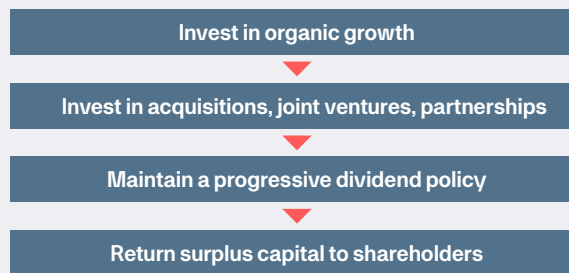 Invest in organic growth
Invest in acquisitions, joint ventures, partnerships
Maintain a progressive dividend policy
Return surplus capital to shareholders